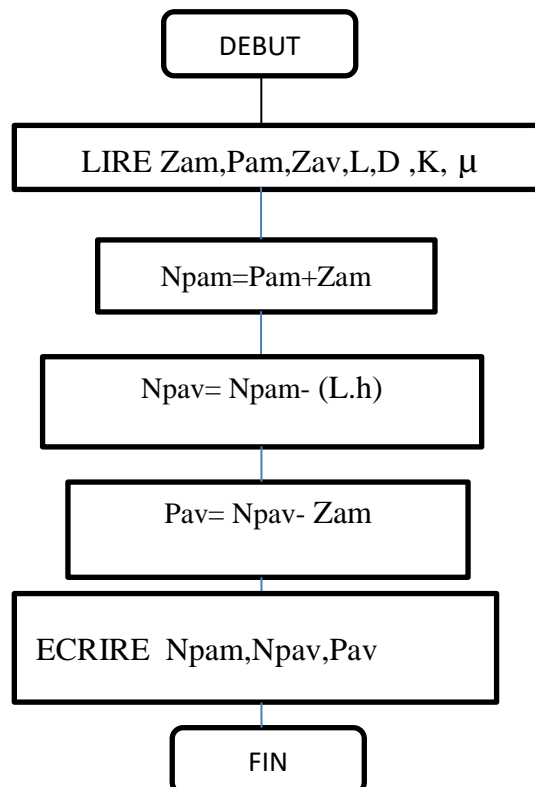 DEBUT
LIRE Zam,Pam,Zav,L,D ,K, µ
Npam=Pam+Zam
Npav= Npam- (L.h)
Pav= Npav- Zam
ECRIRE Npam,Npav,Pav
FIN